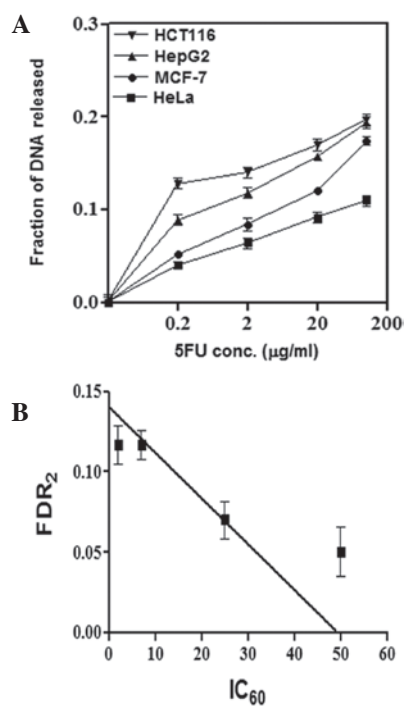 A
HCT116
HepG2
MCF-7
HeLa
Fraction of DNA released
0.3
0.2
0.1
0.0
0.2 2 20 200
5FU conc. (μg/ml)
B
FDR2
0.15
0.10
0.05
0.00
0 10 20 30 40 50 60
IC60